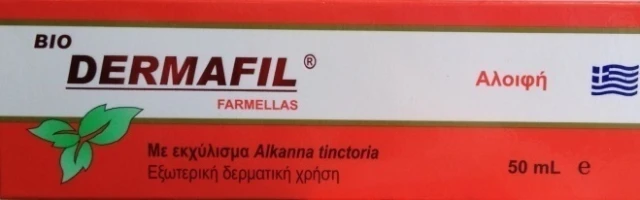 BIO
DERMAFIL ®
FARMELLAS
Αλοιφή
Με εκχύλισμα Alkanna tinctoria
Εξωτερική δερματική χρήση
50 mL e